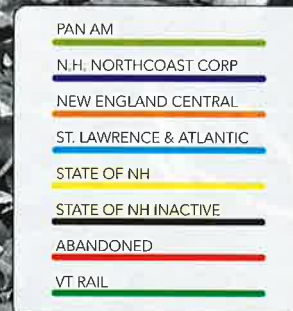 PAN AM
N.H. NORTHCOAST CORP
NEW ENGLAND CENTRAL
ST. LAWRENCE & ATLANTIC
STATE OF NH
STATE OF NH INACTIVE
ABANDONED
VT RAIL